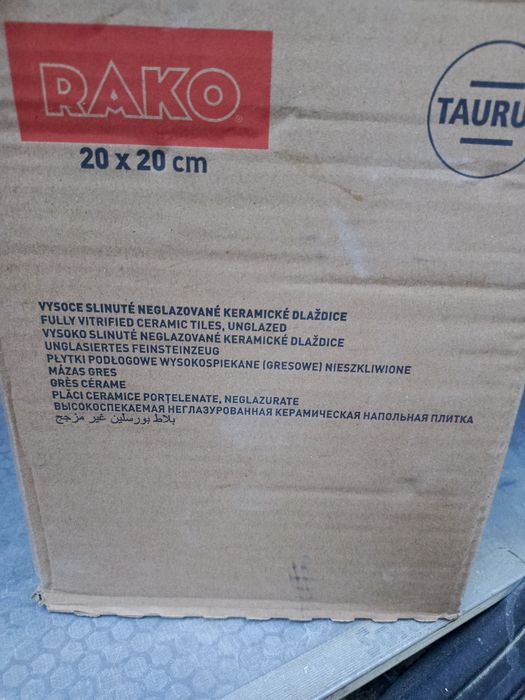 RAKO®
TAURU
20 x 20 cm
VYSOCE SLINUTÉ NEGLAZOVANÉ KERAMICKÉ DLAŽDICE
FULLY VITRIFIED CERAMIC TILES, UNGLAZED
VYSOKO SLINUTÉ NEGLAZOVANÉ KERAMICKÉ DLAŽDICE
UNGLASIERTES FEINSTEINZEUG
PŁYTKI PODŁOGOWE WYSOKOSPIEKANE (GRESOWE) NIESZKLIWIONE
MÁZAS GRES
GRÈS CÉRAME
PLĂCI CERAMICE PORȚELENATE, NEGLAZURATE
ВЫСОКОСПЕКАЕМАЯ НЕГЛАЗУРОВАННАЯ КЕРАМИЧЕСКАЯ НАПОЛЬНАЯ ПЛИТКА
بلاط بورسلين غير مزجج